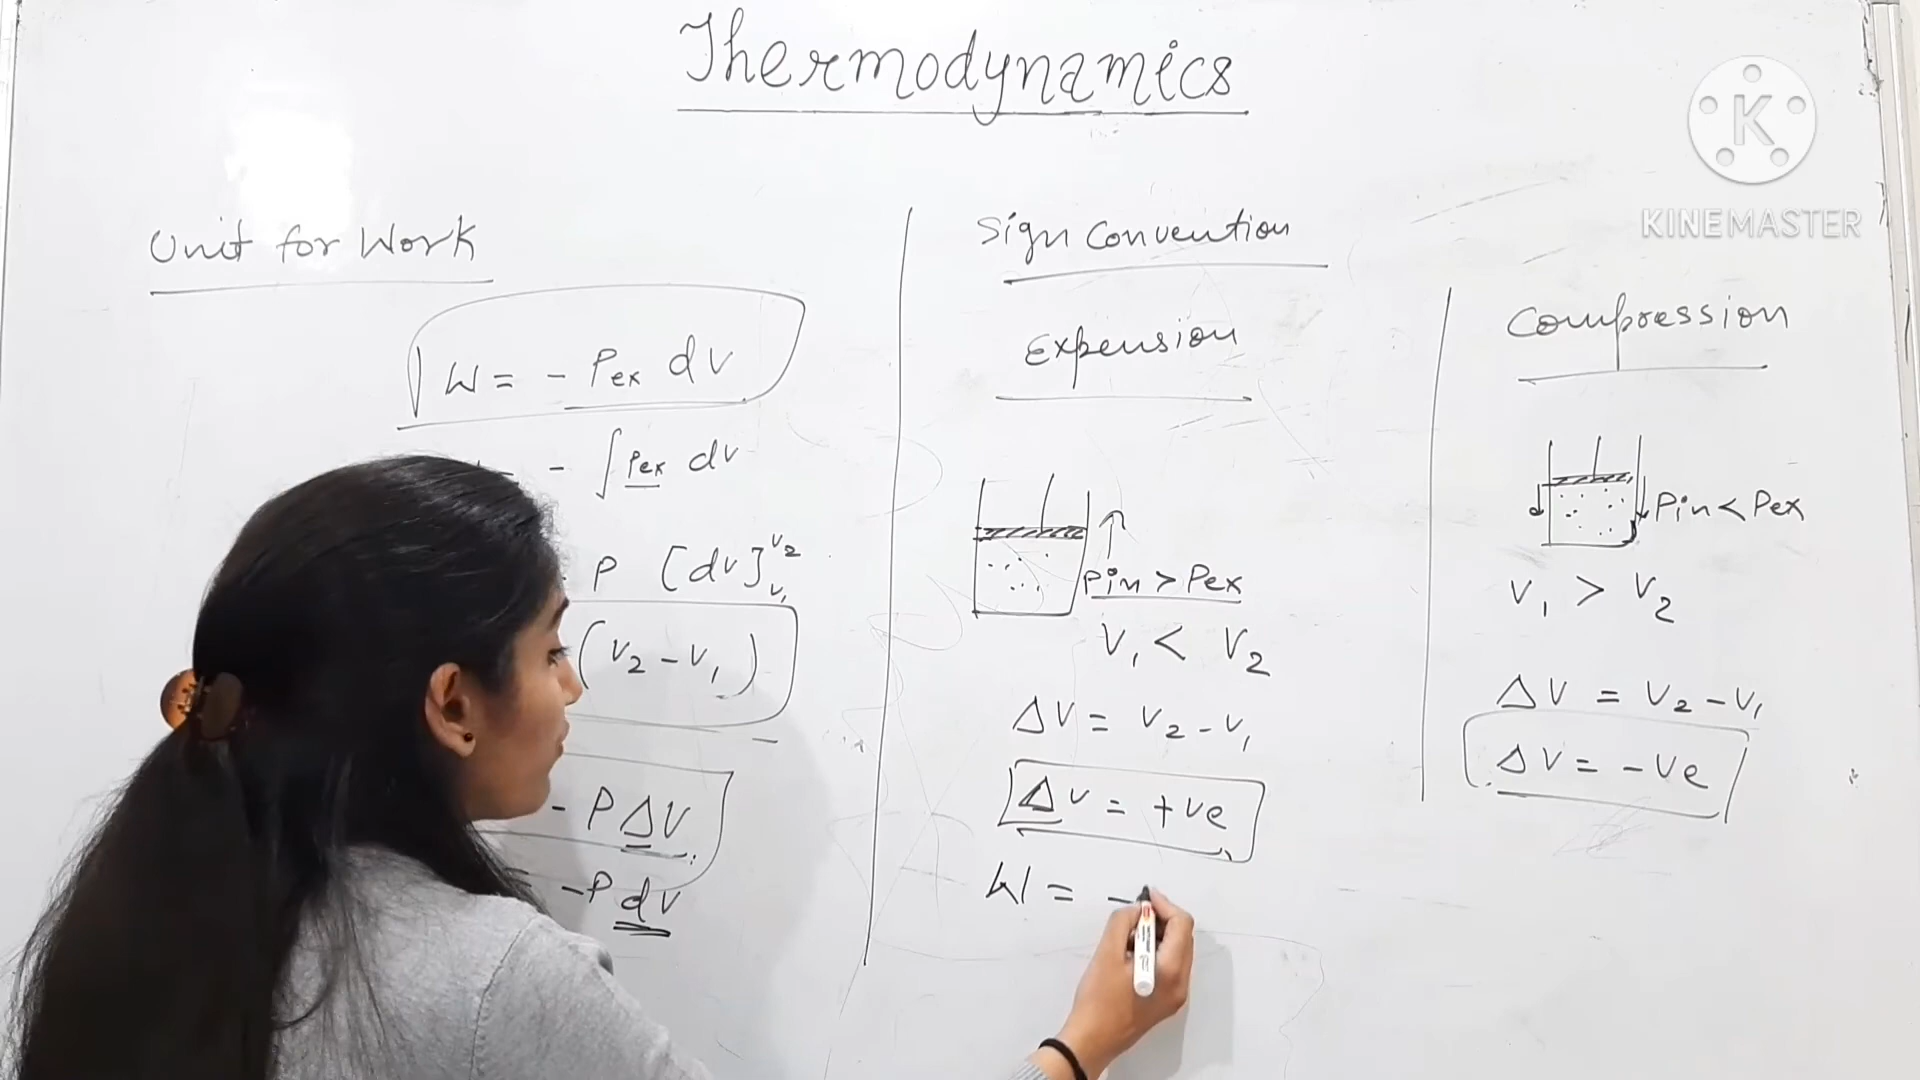 Thermodynamics
K
KINEMASTER
Unit for Work
W = - Pex dv
- ∫ Pex dv
P [dv]
v2
v1
(v2 - v1)
- P Δv
= -P dv
Sign Convention
Expension
Pin > Pex
V1 < V2
ΔV = V2 - V1
Δv = +ve
W = -
Compression
Pin < Pex
V1 > V2
ΔV = V2 - V1
ΔV = -ve